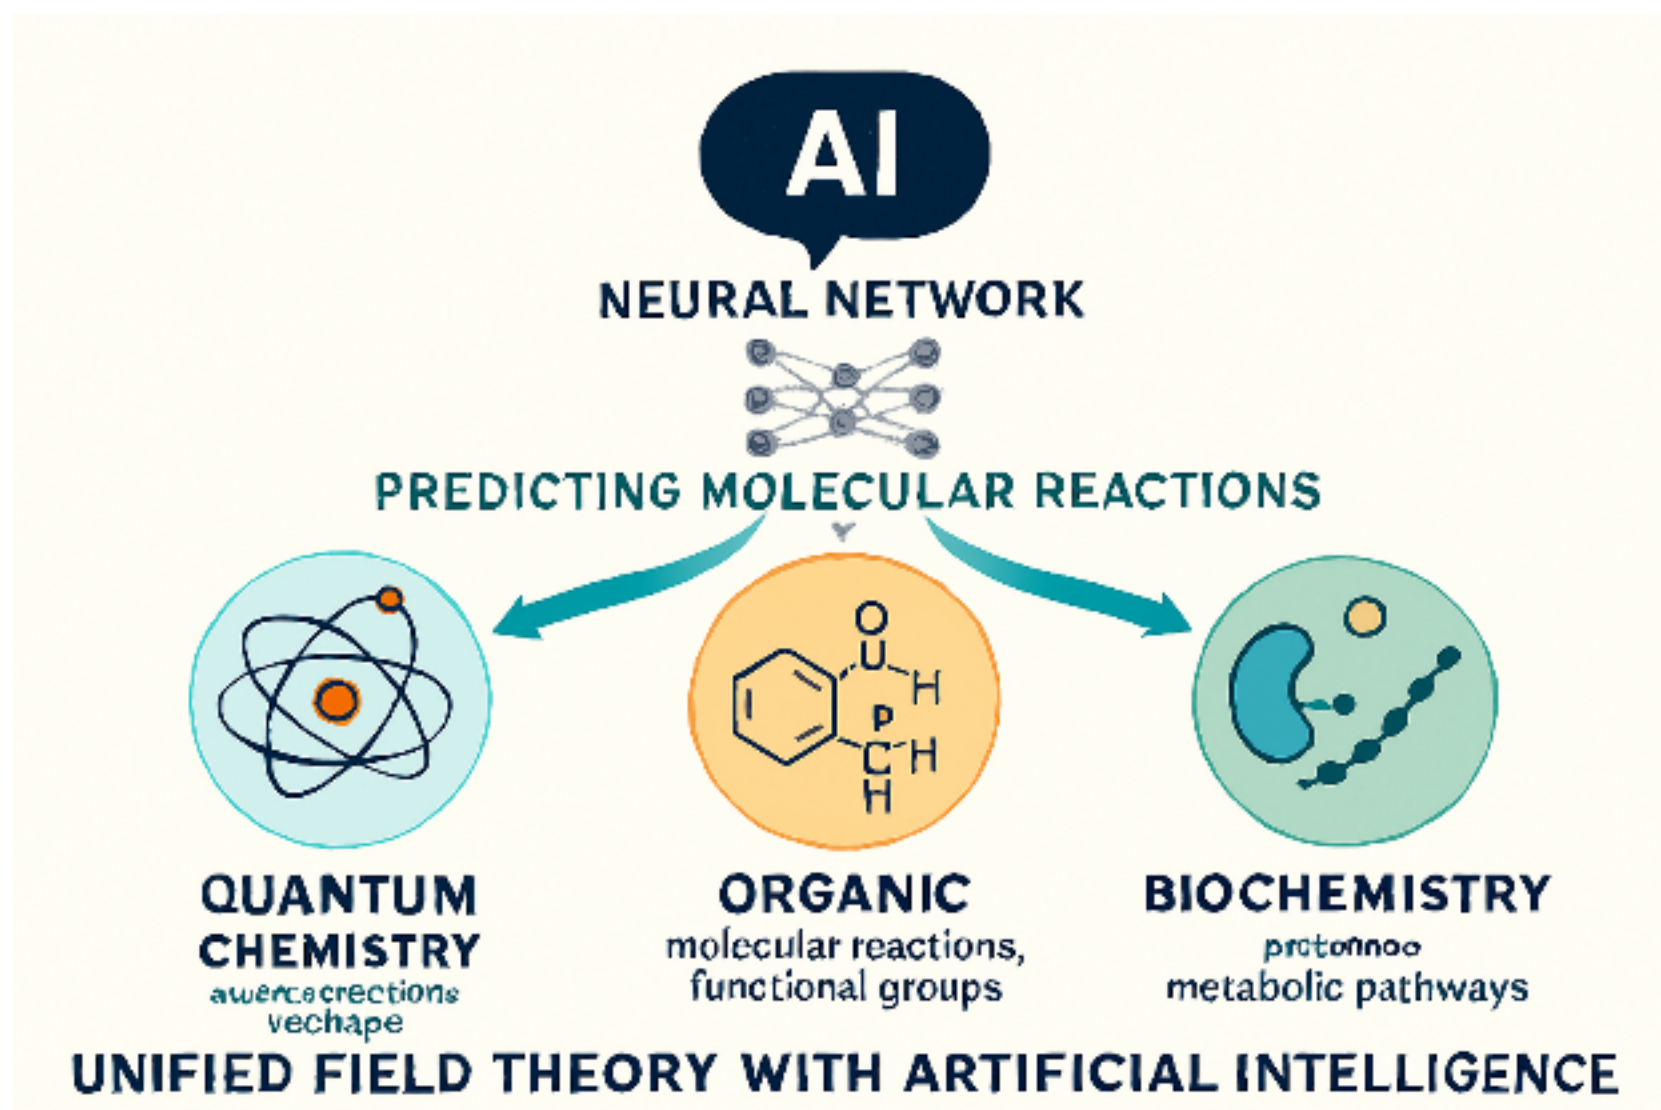 AI
NEURAL NETWORK
PREDICTING MOLECULAR REACTIONS
O
U
H
P
C H
H
QUANTUM
CHEMISTRY
vechape
ORGANIC
molecular reactions,
functional groups
BIOCHEMISTRY
metabolic pathways
UNIFIED FIELD THEORY WITH ARTIFICIAL INTELLIGENCE